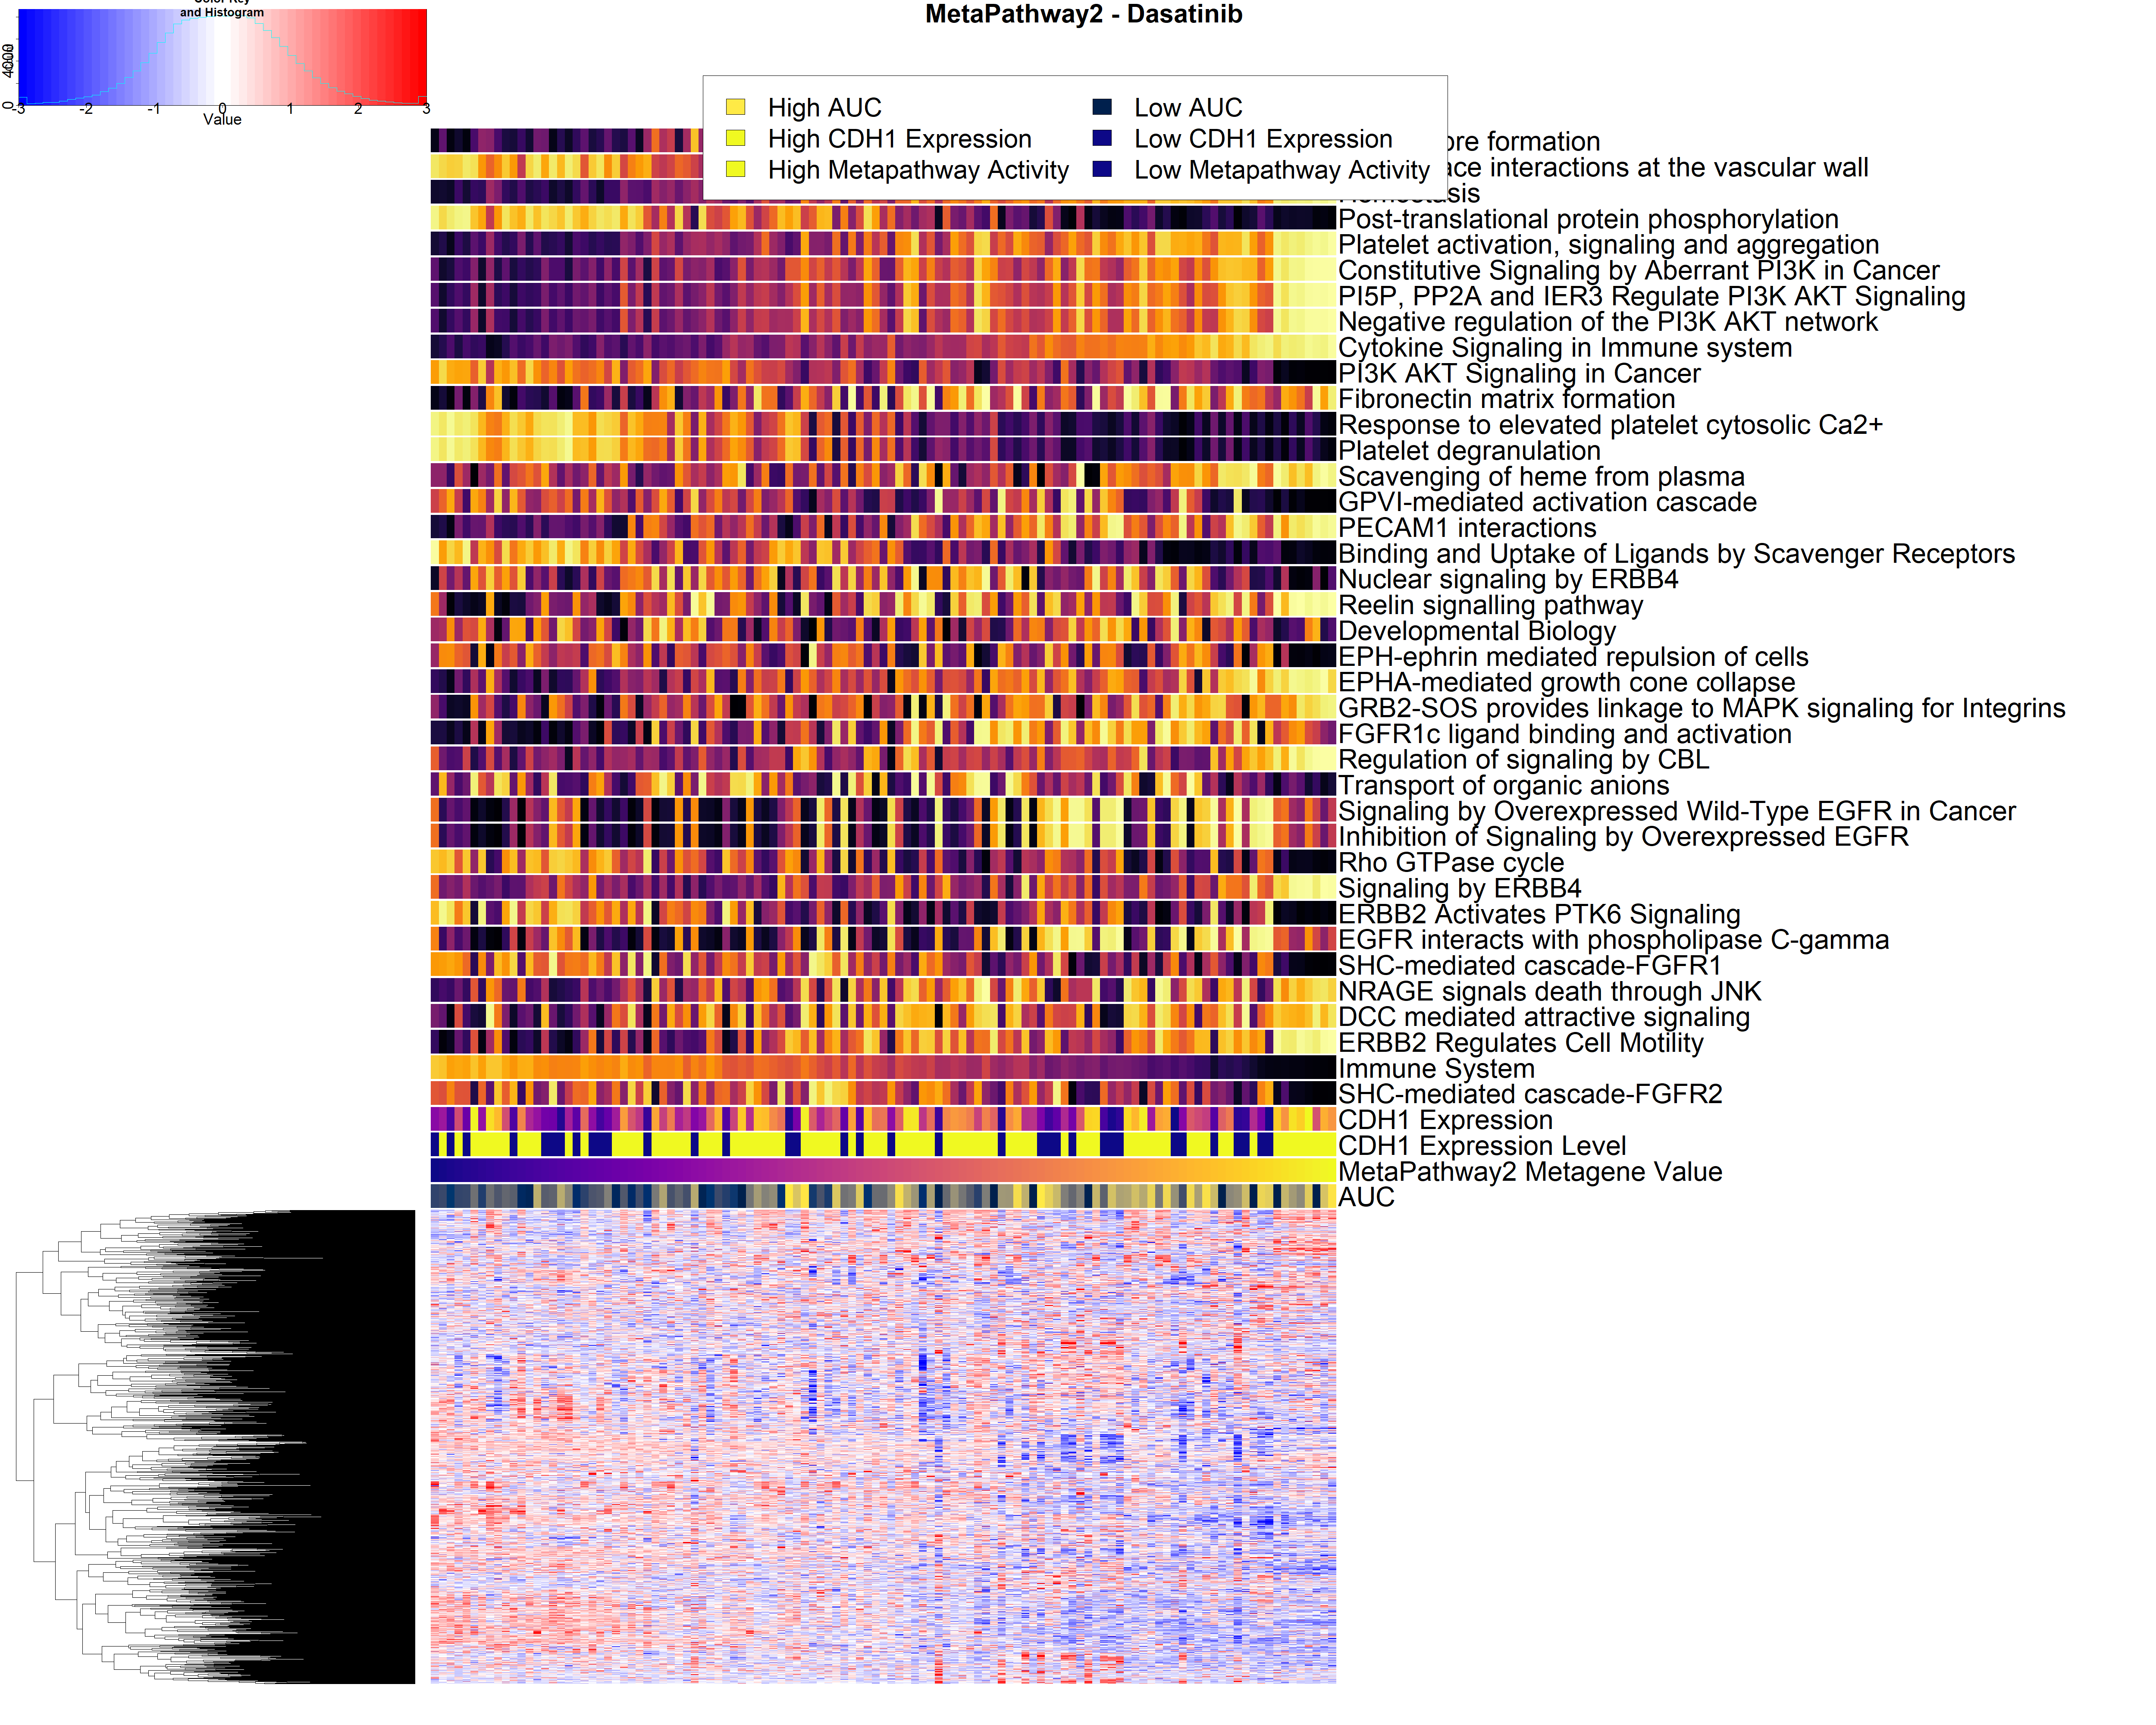 MetaPathway2 - Dasatinib
and Histogram
0
-3 -2 -1 0 1 2 3
Value
High AUC
High CDH1 Expression
High Metapathway Activity
Low AUC
Low CDH1 Expression
Low Metapathway Activity
formation
interactions at the vascular wall
Post-translational protein phosphorylation
Platelet activation, signaling and aggregation
Constitutive Signaling by Aberrant PI3K in Cancer
PI5P, PP2A and IER3 Regulate PI3K AKT Signaling
Negative regulation of the PI3K AKT network
Cytokine Signaling in Immune system
PI3K AKT Signaling in Cancer
Fibronectin matrix formation
Response to elevated platelet cytosolic Ca2+
Platelet degranulation
Scavenging of heme from plasma
GPVI-mediated activation cascade
PECAM1 interactions
Binding and Uptake of Ligands by Scavenger Receptors
Nuclear signaling by ERBB4
Reelin signalling pathway
Developmental Biology
EPH-ephrin mediated repulsion of cells
EPHA-mediated growth cone collapse
GRB2-SOS provides linkage to MAPK signaling for Integrins
FGFR1c ligand binding and activation
Regulation of signaling by CBL
Transport of organic anions
Signaling by Overexpressed Wild-Type EGFR in Cancer
Inhibition of Signaling by Overexpressed EGFR
Rho GTPase cycle
Signaling by ERBB4
ERBB2 Activates PTK6 Signaling
EGFR interacts with phospholipase C-gamma
SHC-mediated cascade-FGFR1
NRAGE signals death through JNK
DCC mediated attractive signaling
ERBB2 Regulates Cell Motility
Immune System
SHC-mediated cascade-FGFR2
CDH1 Expression
CDH1 Expression Level
MetaPathway2 Metagene Value
AUC